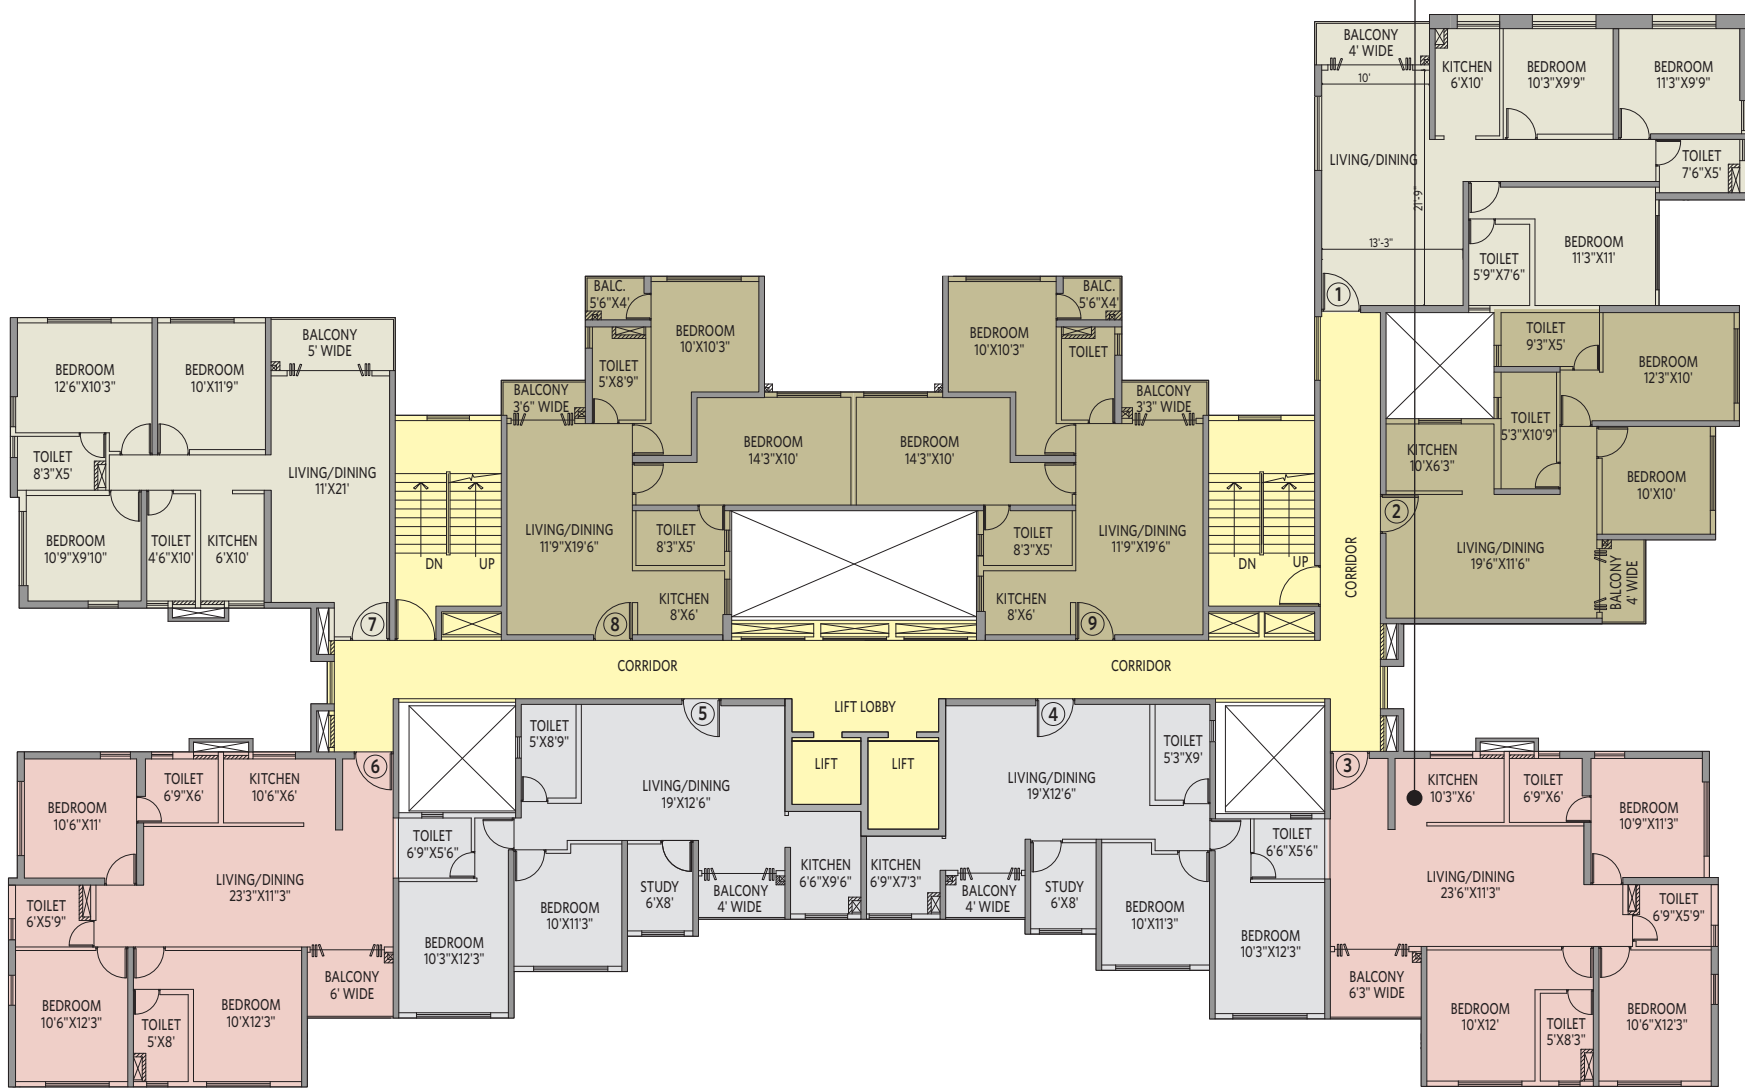 BALCONY
4' WIDE
10'
KITCHEN
6'X10'
BEDROOM
10'3"X9'9"
BEDROOM
11'3"X9'9"
LIVING/DINING
21'-9"
13'-3"
TOILET
7'6"X5'
BEDROOM
11'3"X11'
TOILET
5'9"X7'6"
1
BEDROOM
12'6"X10'3"
BEDROOM
10'X11'9"
BALCONY
5' WIDE
TOILET
8'3"X5'
LIVING/DINING
11'X21'
BEDROOM
10'9"X9'10"
TOILET
4'6"X10'
KITCHEN
6'X10'
7
DN
UP
BALC.
5'6"X4'
BEDROOM
10'X10'3"
TOILET
5'X8'9"
BALCONY
3'6" WIDE
BEDROOM
14'3"X10'
LIVING/DINING
11'9"X19'6"
TOILET
8'3"X5'
KITCHEN
8'X6'
8
BALC.
5'6"X4'
BEDROOM
10'X10'3"
TOILET
BALCONY
3'3" WIDE
BEDROOM
14'3"X10'
LIVING/DINING
11'9"X19'6"
TOILET
8'3"X5'
KITCHEN
8'X6'
9
DN
UP
CORRIDOR
TOILET
9'3"X5'
BEDROOM
12'3"X10'
TOILET
5'3"X10'9"
KITCHEN
10'X6'3"
BEDROOM
10'X10'
2
LIVING/DINING
19'6"X11'6"
BALCONY
4' WIDE
CORRIDOR
CORRIDOR
LIFT LOBBY
LIFT
LIFT
6
TOILET
6'9"X6'
KITCHEN
10'6"X6'
BEDROOM
10'6"X11'
LIVING/DINING
23'3"X11'3"
TOILET
6'X5'9"
BALCONY
6' WIDE
BEDROOM
10'6"X12'3"
BEDROOM
10'X12'3"
TOILET
5'X8'
5
TOILET
5'X8'9"
LIVING/DINING
19'X12'6"
TOILET
6'9"X5'6"
KITCHEN
6'6"X9'6"
STUDY
6'X8'
BALCONY
4' WIDE
BEDROOM
10'X11'3"
BEDROOM
10'3"X12'3"
4
TOILET
5'3"X9'
LIVING/DINING
19'X12'6"
TOILET
6'6"X5'6"
KITCHEN
6'9"X7'3"
BALCONY
4' WIDE
STUDY
6'X8'
BEDROOM
10'X11'3"
BEDROOM
10'3"X12'3"
3
KITCHEN
10'3"X6'
TOILET
6'9"X6'
BEDROOM
10'9"X11'3"
LIVING/DINING
23'6"X11'3"
TOILET
6'9"X5'9"
BALCONY
6'3" WIDE
BEDROOM
10'X12'
TOILET
5'X8'3"
BEDROOM
10'6"X12'3"